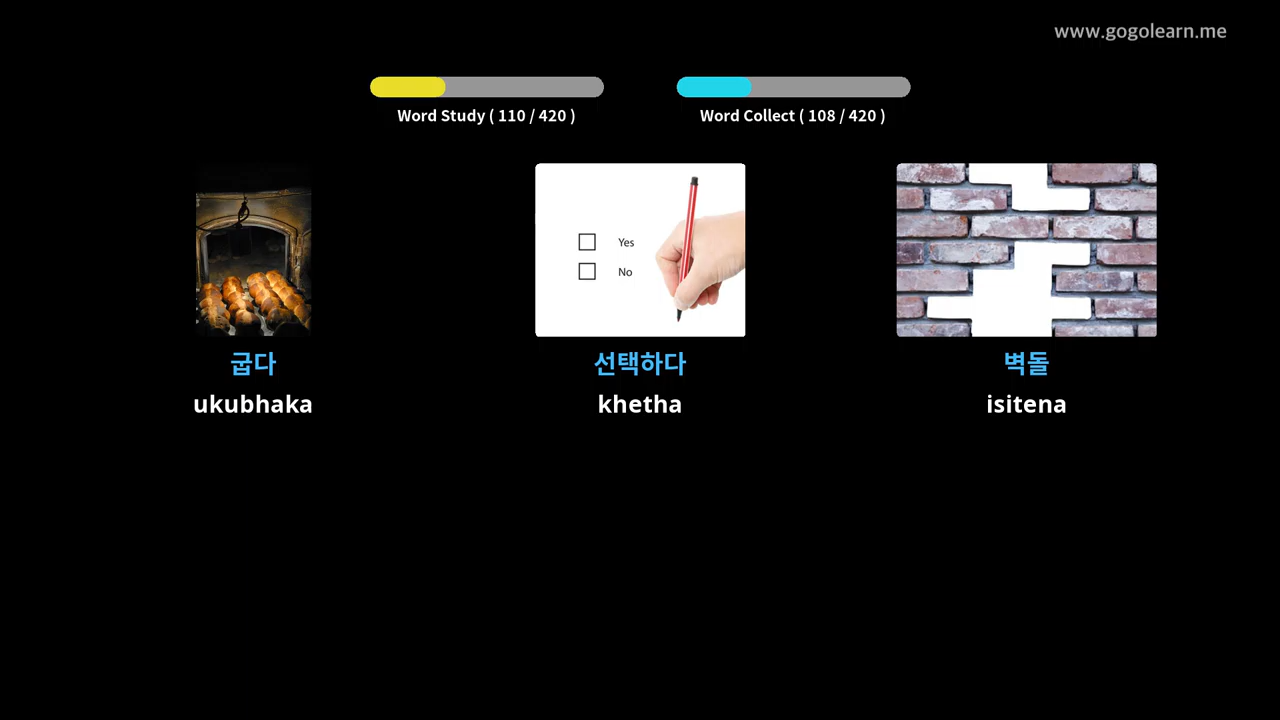 www.gogolearn.me
Word Study ( 110 / 420 )
Word Collect ( 108 / 420 )
Yes
No
굽다
선택하다
벽돌
ukubhaka
khetha
isitena